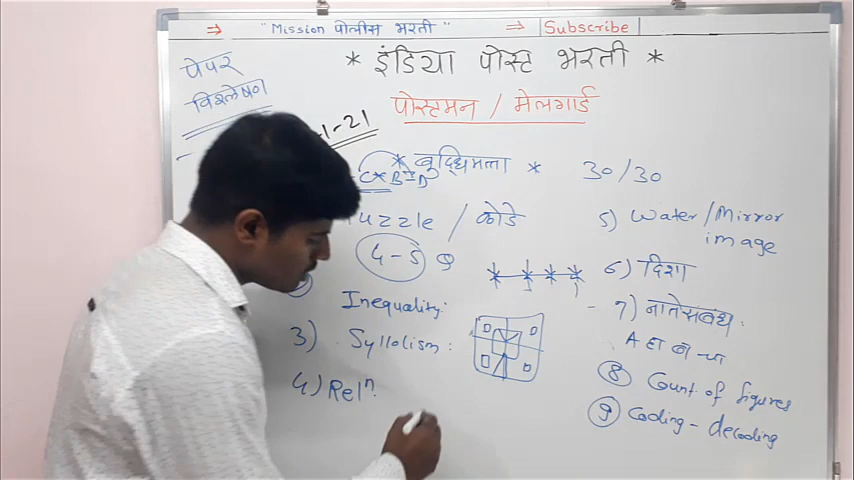 ⇒ "Mission पोलीस भरती" ⇒ Subscribe
* इंडिया पोस्ट भरती *
पेपर
विश्लेषण
पोस्टमन / मेलगार्ड
-1-21
* बुद्धिमत्ता * 30/30
uzzle / कोडे
4-5
Inequality:
3) Syllolism:
4) Relⁿ.
5) Water/Mirror
image
6) दिशा
7) नातेसंबंध.
A हा
8 Count of figures
9 Coding - decoding